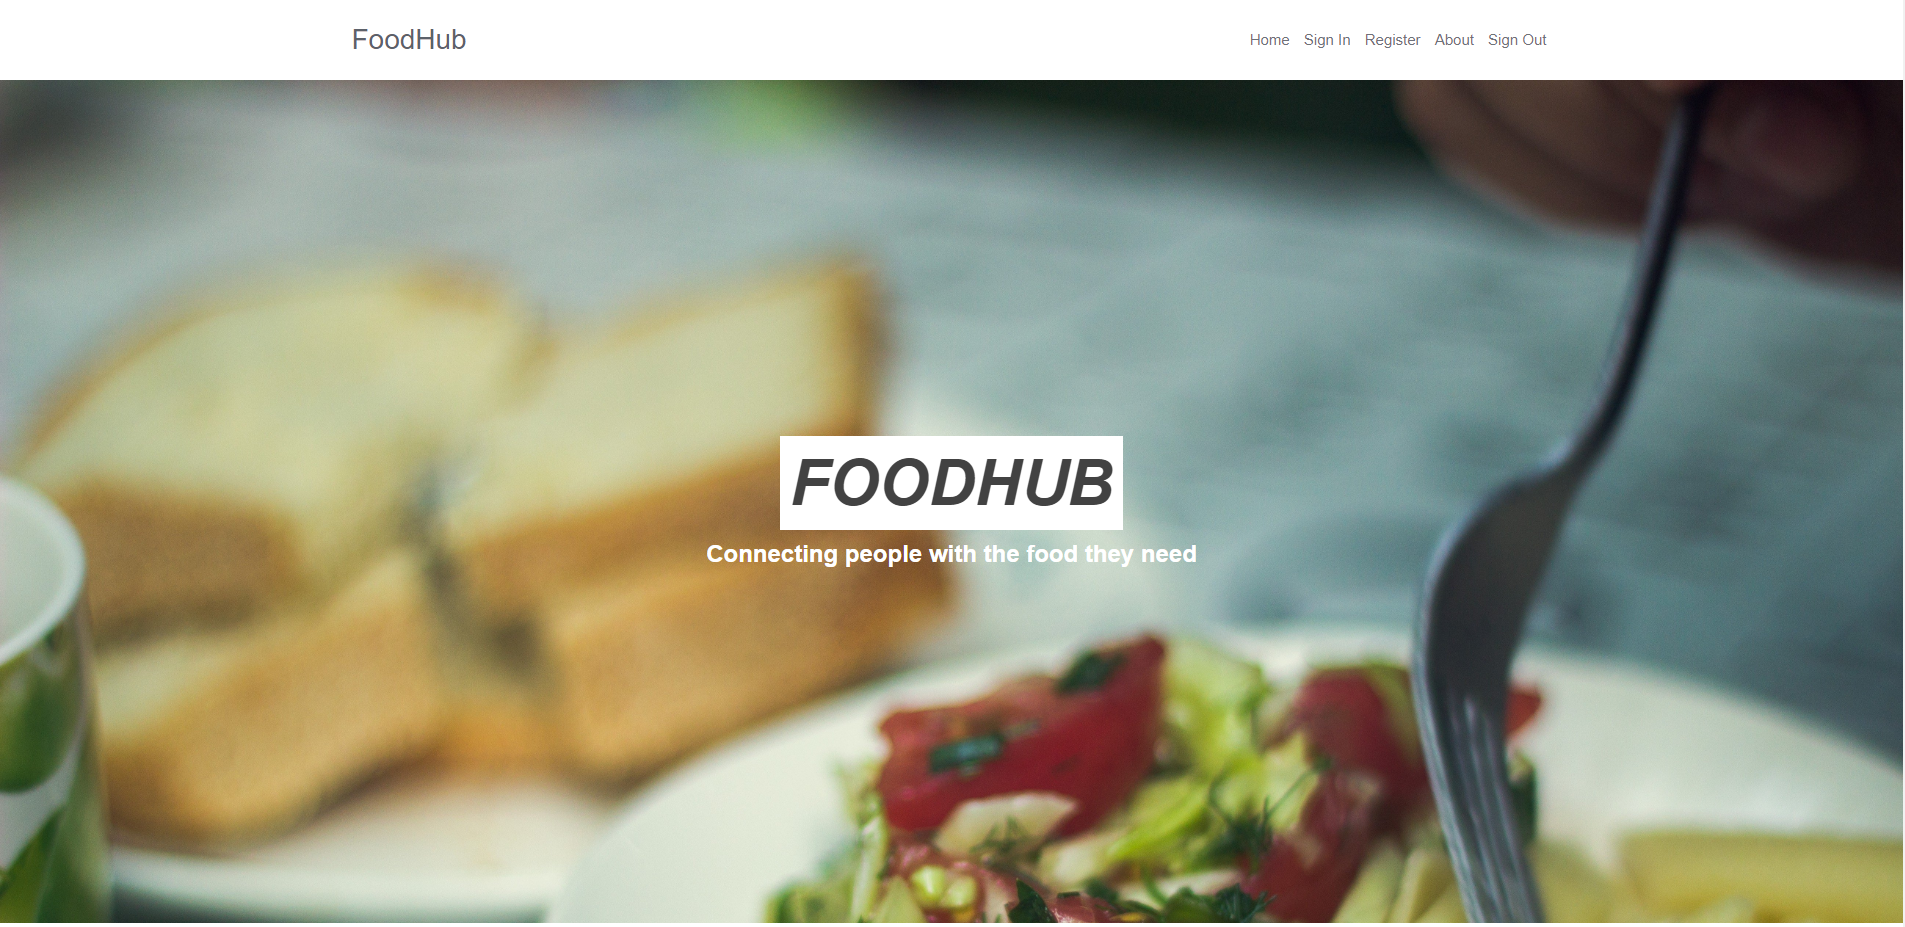 FoodHub
Home Sign In Register About Sign Out
FOODHUB
Connecting people with the food they need